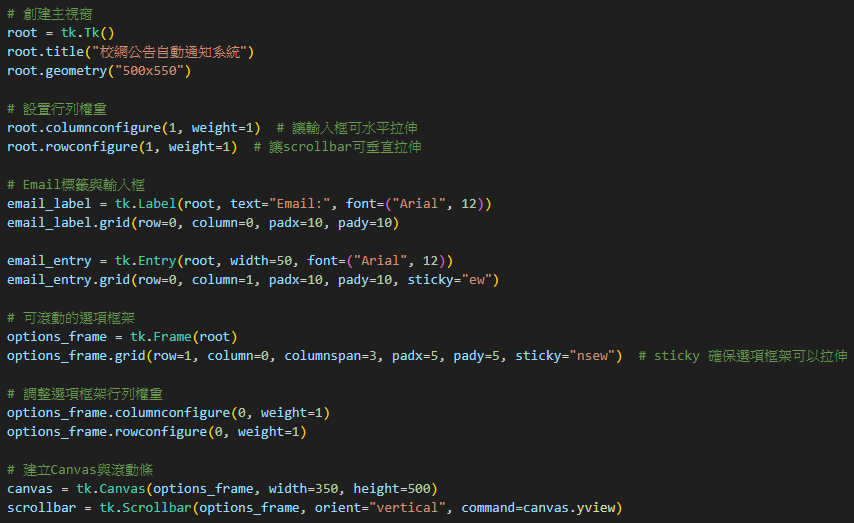 # 創建主視窗
root = tk.Tk()
root.title("校網公告自動通知系統")
root.geometry("500x550")
# 設置行列權重
root.columnconfigure(1, weight=1)  # 讓輸入框可水平拉伸
root.rowconfigure(1, weight=1)  # 讓scrollbar可垂直拉伸
# Email標籤與輸入框
email_label = tk.Label(root, text="Email:", font=("Arial", 12))
email_label.grid(row=0, column=0, padx=10, pady=10)
email_entry = tk.Entry(root, width=50, font=("Arial", 12))
email_entry.grid(row=0, column=1, padx=10, pady=10, sticky="ew")
# 可滾動的選項框架
options_frame = tk.Frame(root)
options_frame.grid(row=1, column=0, columnspan=3, padx=5, pady=5, sticky="nsew")  # sticky 確保選項框架可以拉伸
# 調整選項框架行列權重
options_frame.columnconfigure(0, weight=1)
options_frame.rowconfigure(0, weight=1)
# 建立Canvas與滾動條
canvas = tk.Canvas(options_frame, width=350, height=500)
scrollbar = tk.Scrollbar(options_frame, orient="vertical", command=canvas.yview)